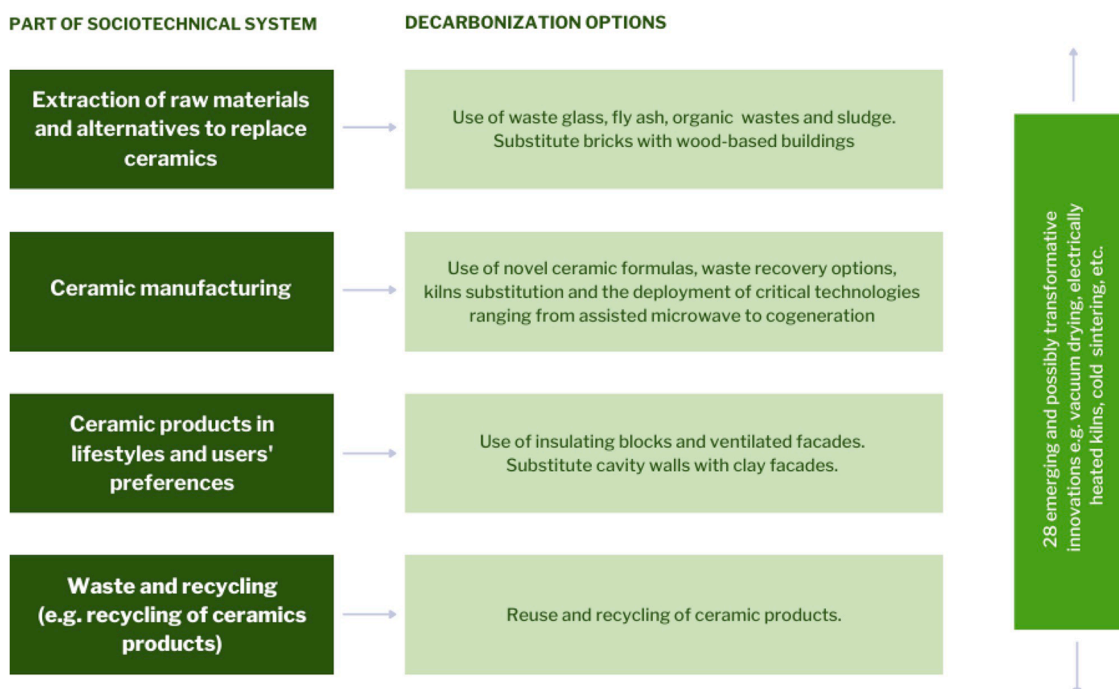 PART OF SOCIOTECHNICAL SYSTEM
DECARBONIZATION OPTIONS
Extraction of raw materials
and alternatives to replace
ceramics
Use of waste glass, fly ash, organic wastes and sludge.
Substitute bricks with wood-based buildings
Ceramic manufacturing
Use of novel ceramic formulas, waste recovery options,
kilns substitution and the deployment of critical technologies
ranging from assisted microwave to cogeneration
Ceramic products in
lifestyles and users'
preferences
Use of insulating blocks and ventilated facades.
Substitute cavity walls with clay facades.
Waste and recycling
(e.g. recycling of ceramics
products)
Reuse and recycling of ceramic products.
28 emerging and possibly transformative
innovations e.g. vacuum drying, electrically
heated kilns, cold sintering, etc.